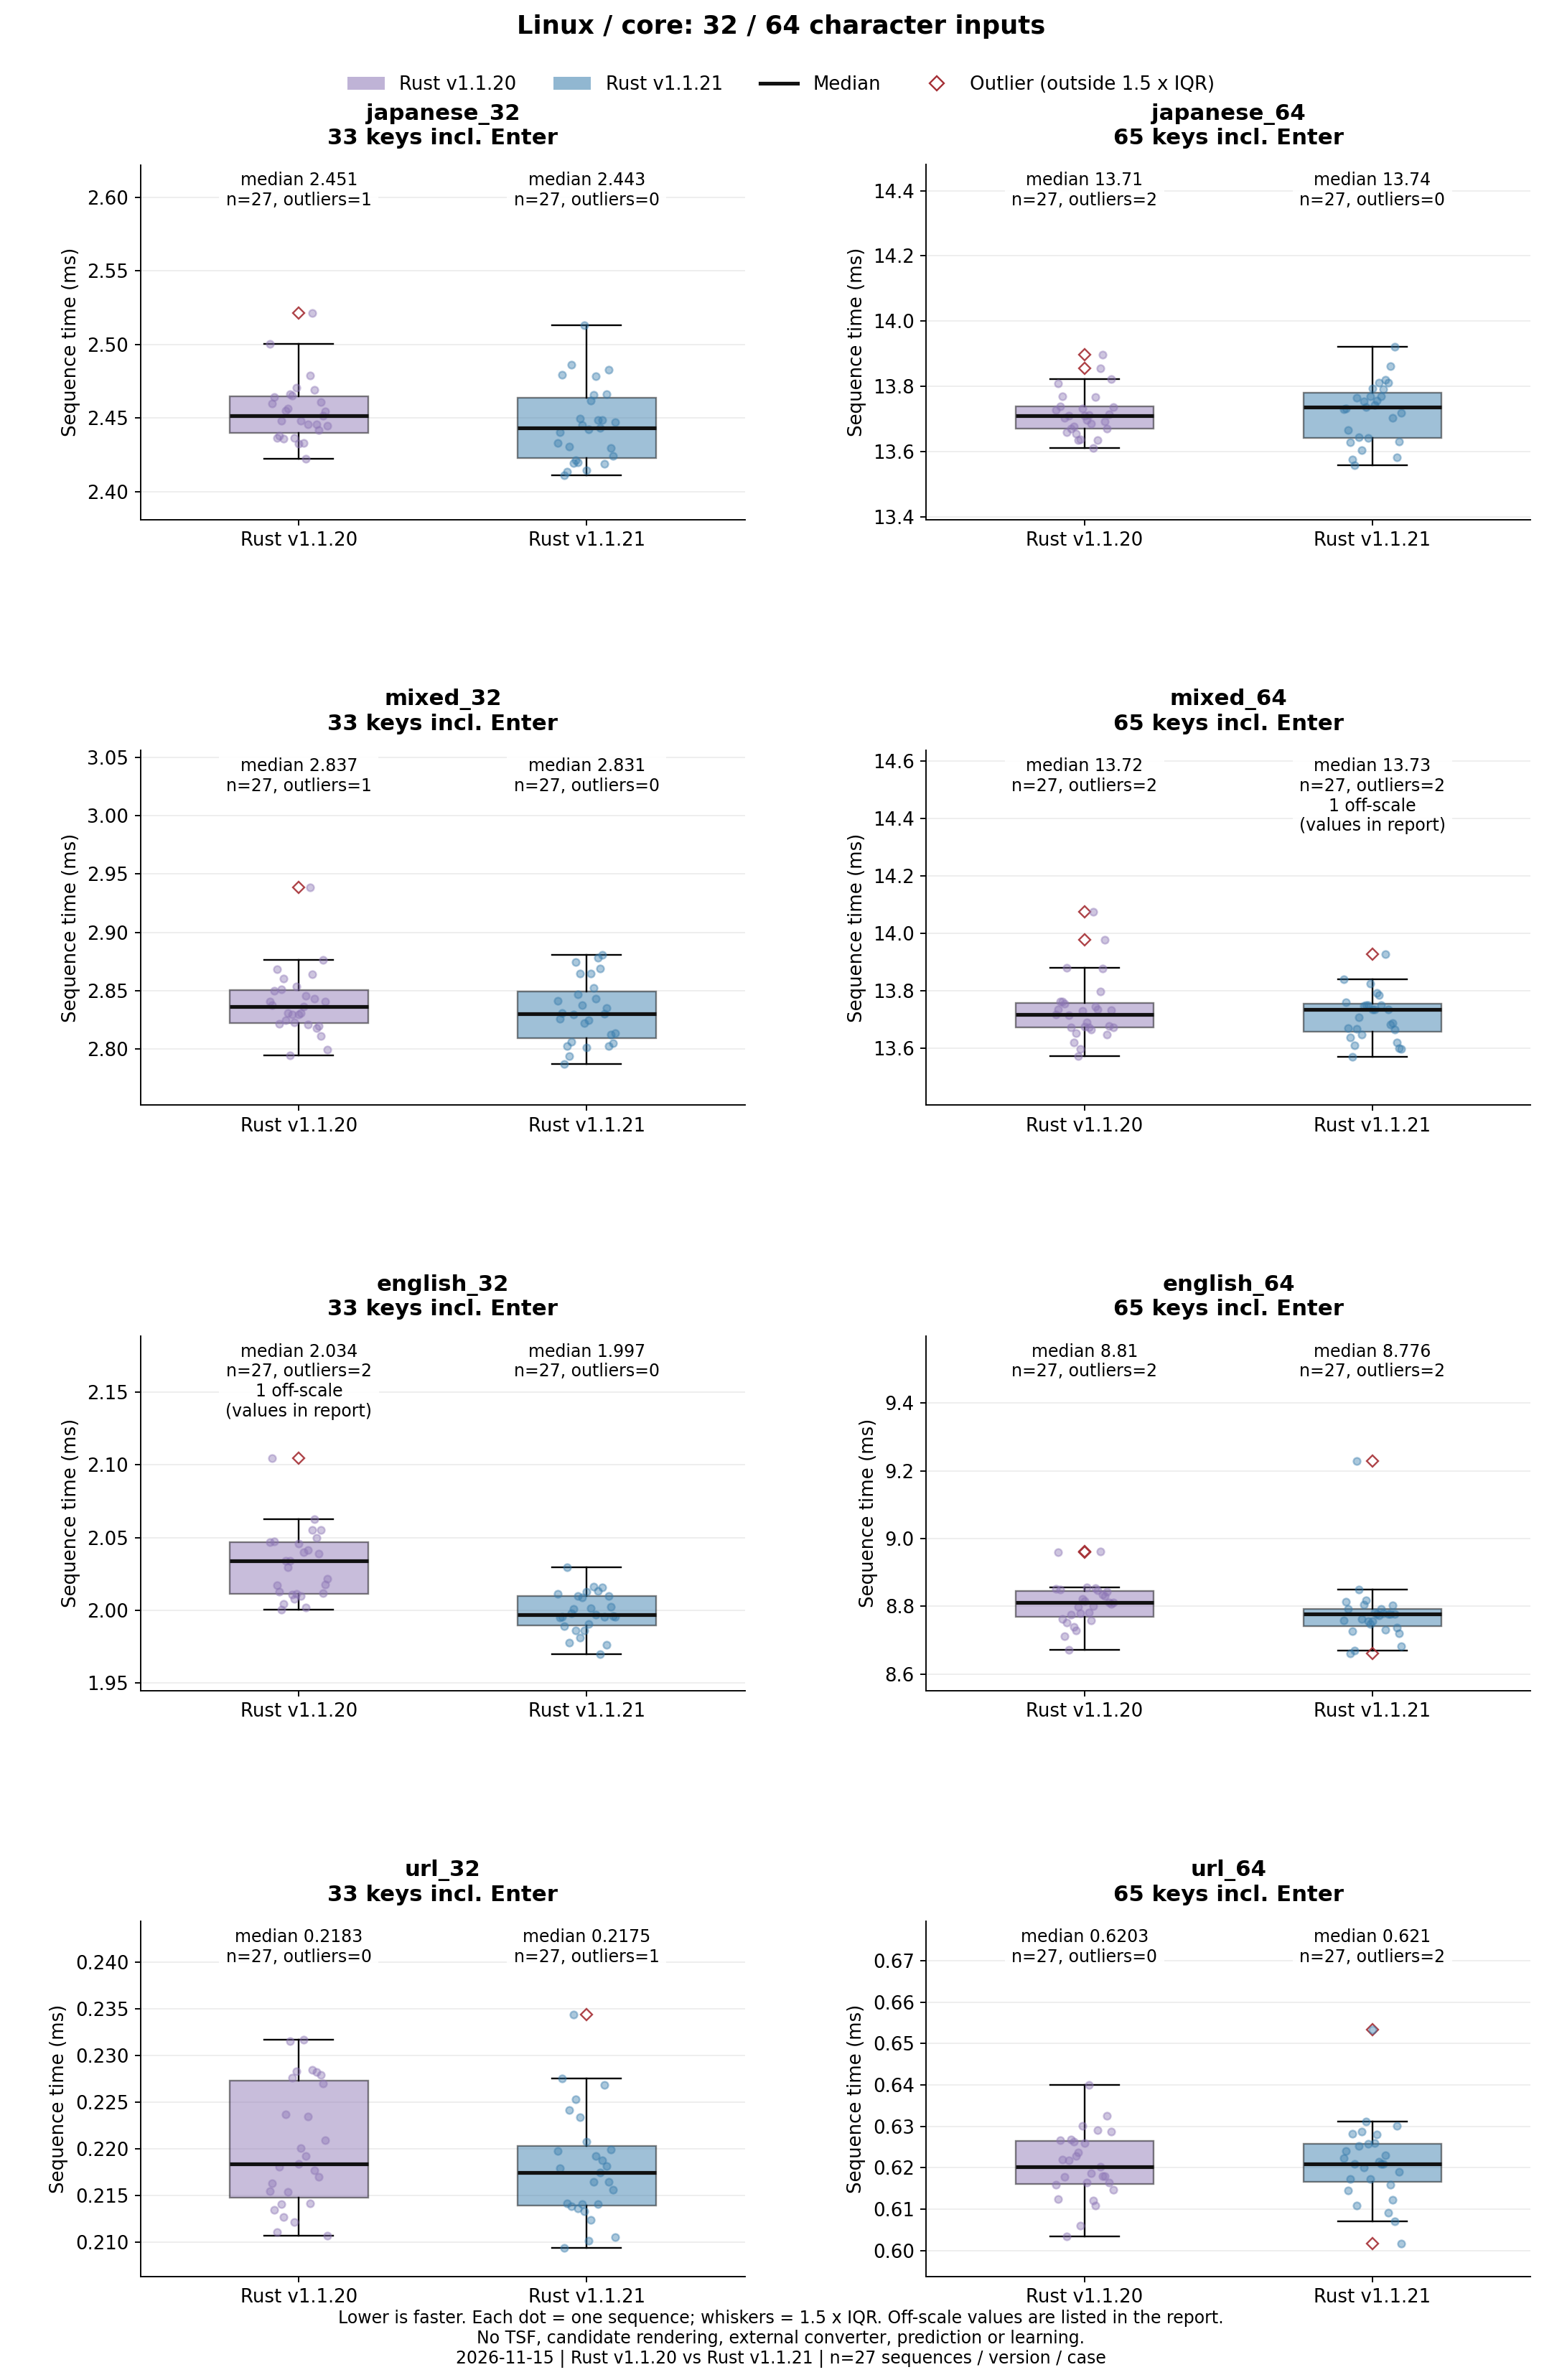 Linux / core: 32 / 64 character inputs
Rust v1.1.20
Rust v1.1.21
Median
Outlier (outside 1.5 x IQR)
japanese_32
33 keys incl. Enter
median 2.451
n=27, outliers=1
median 2.443
n=27, outliers=0
Sequence time (ms)
2.60
2.55
2.50
2.45
2.40
Rust v1.1.20
Rust v1.1.21
japanese_64
65 keys incl. Enter
median 13.71
n=27, outliers=2
median 13.74
n=27, outliers=0
Sequence time (ms)
14.4
14.2
14.0
13.8
13.6
13.4
Rust v1.1.20
Rust v1.1.21
mixed_32
33 keys incl. Enter
median 2.837
n=27, outliers=1
median 2.831
n=27, outliers=0
Sequence time (ms)
3.05
3.00
2.95
2.90
2.85
2.80
Rust v1.1.20
Rust v1.1.21
mixed_64
65 keys incl. Enter
median 13.72
n=27, outliers=2
median 13.73
n=27, outliers=2
1 off-scale
(values in report)
Sequence time (ms)
14.6
14.4
14.2
14.0
13.8
13.6
Rust v1.1.20
Rust v1.1.21
english_32
33 keys incl. Enter
median 2.034
n=27, outliers=2
1 off-scale
(values in report)
median 1.997
n=27, outliers=0
Sequence time (ms)
2.15
2.10
2.05
2.00
1.95
Rust v1.1.20
Rust v1.1.21
english_64
65 keys incl. Enter
median 8.81
n=27, outliers=2
median 8.776
n=27, outliers=2
Sequence time (ms)
9.4
9.2
9.0
8.8
8.6
Rust v1.1.20
Rust v1.1.21
url_32
33 keys incl. Enter
median 0.2183
n=27, outliers=0
median 0.2175
n=27, outliers=1
Sequence time (ms)
0.240
0.235
0.230
0.225
0.220
0.215
0.210
Rust v1.1.20
Rust v1.1.21
url_64
65 keys incl. Enter
median 0.6203
n=27, outliers=0
median 0.621
n=27, outliers=2
Sequence time (ms)
0.67
0.66
0.65
0.64
0.63
0.62
0.61
0.60
Rust v1.1.20
Rust v1.1.21
Lower is faster. Each dot = one sequence; whiskers = 1.5 x IQR. Off-scale values are listed in the report.
No TSF, candidate rendering, external converter, prediction or learning.
2026-11-15 | Rust v1.1.20 vs Rust v1.1.21 | n=27 sequences / version / case